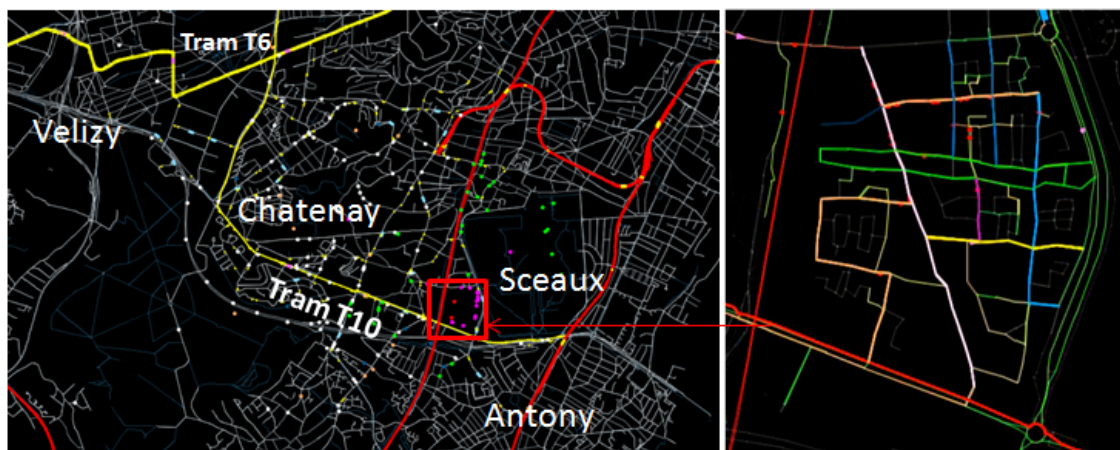 Tram T6
Velizy
Chatenay
Sceaux
Tram T10
Antony